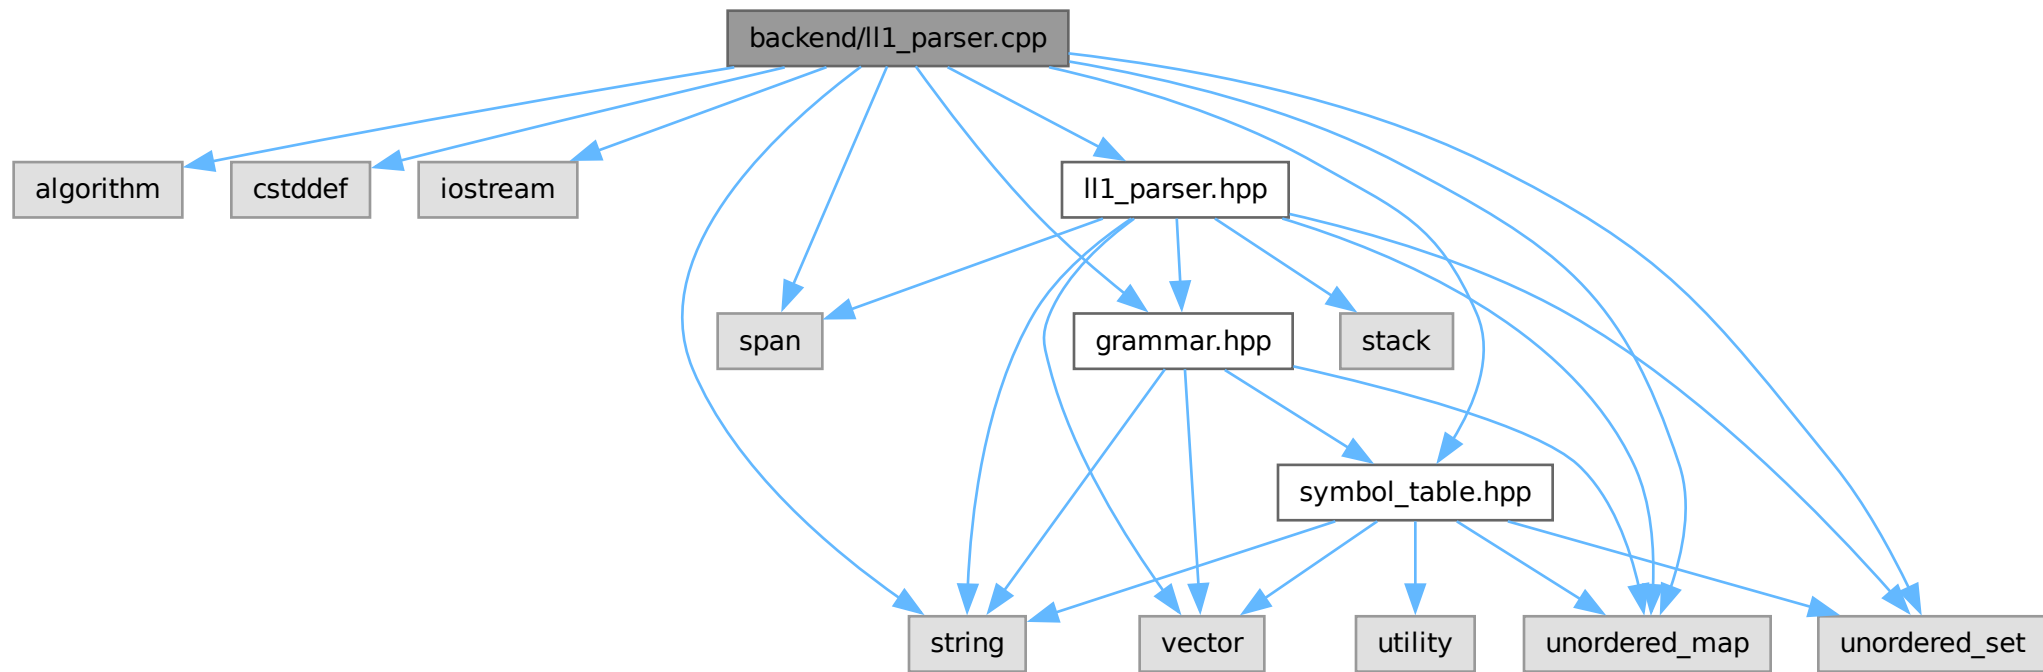 backend/ll1_parser.cpp
algorithm
cstddef
iostream
ll1_parser.hpp
span
grammar.hpp
stack
symbol_table.hpp
string
vector
utility
unordered_map
unordered_set